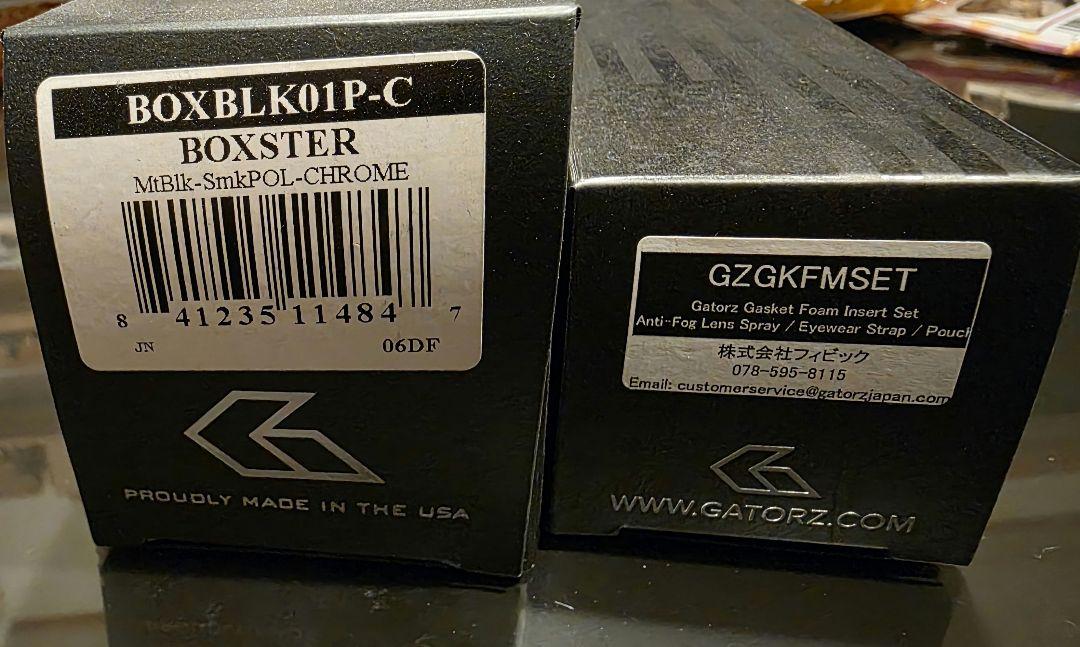 BOXBLK01P-C
BOXSTER
MtBlk-SmkPOL-CHROME
8 41235 11484 7
JN 06DF
PROUDLY MADE IN THE USA
GZGKFMSET
Gatorz Gasket Foam Insert Set
Anti-Fog Lens Spray / Eyewear Strap / Pouch
株式会社フィビック
078-595-8115
Email: customerservice@gatorzjapan.com
WWW.GATORZ.COM